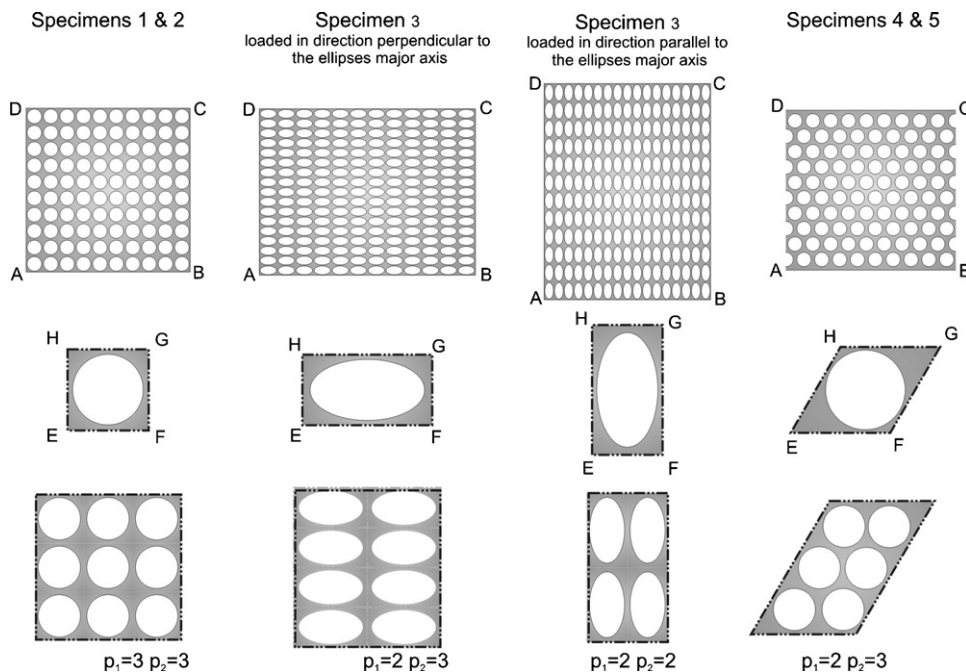 Specimens 1 & 2
Specimen 3
loaded in direction perpendicular to
the ellipses major axis
Specimen 3
loaded in direction parallel to
the ellipses major axis
Specimens 4 & 5
D C
A B
D C
A B
D C
A B
D C
A E
H G
E F
H G
E F
H G
E F
H G
E F
p₁=3 p₂=3
p₁=2 p₂=3
p₁=2 p₂=2
p₁=2 p₂=3